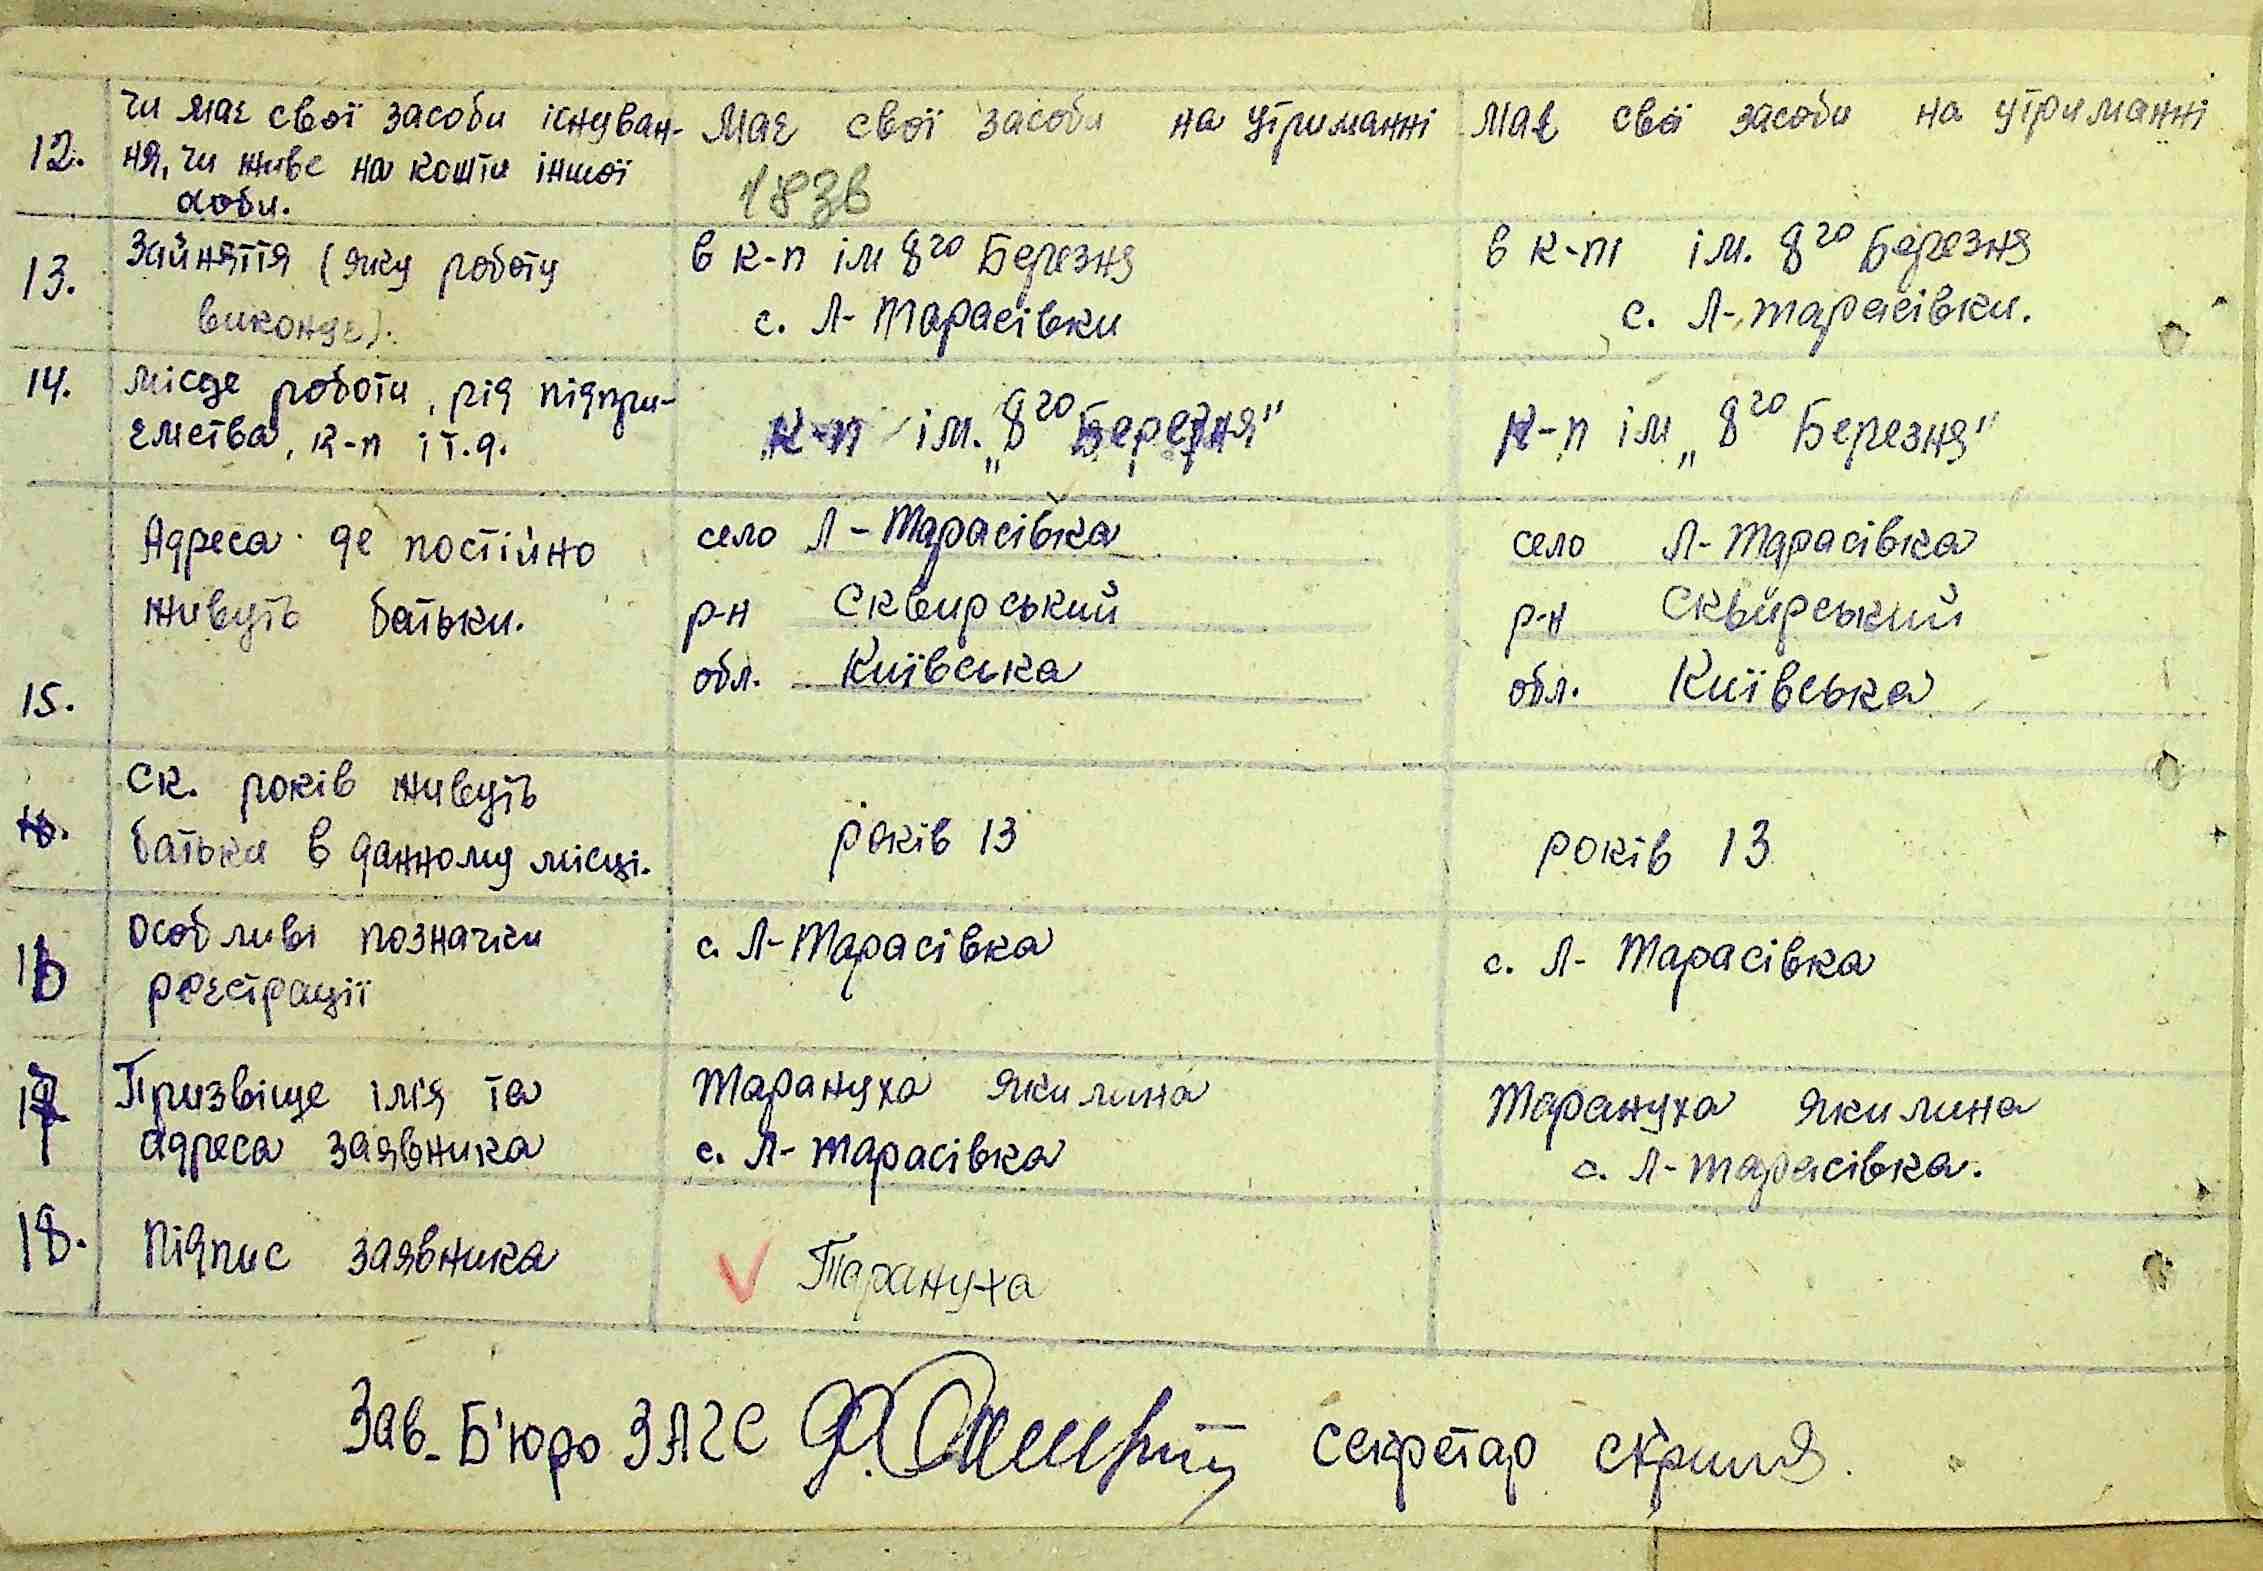 12. Чи має свої засоби існуван- Має свої засоби на утриманні Має свої засоби на утриманні
ня, чи живе на кошти іншої
особи. 183в
13. Зайняття (яку роботу в к-п ім 8го Березня в к-п ім. 8го Березня
виконує). с. Л-Тарасівки с. Л-Тарасівки.
14. Місце роботи, рід підпри- к-п ім. „8го Березня" к-п ім „8го Березня"
ємства, к-п і т.д.
Адреса де постійно село Л-Тарасівка село Л-Тарасівка
живуть батьки. р-н Сквирський р-н Сквирський
15. обл. Київська обл. Київська
Ск. років живуть
батьки в данному місці. років 13 років 13
16 Особливі позначки с. Л-Тарасівка с. Л-Тарасівка
реєстрації
17 Призвіще ім'я та Тарануха Якилина Тарануха Якилина
адреса заявника с. Л-Тарасівка с. Л-Тарасівка.
18. Підпис заявника Тарануха
Зав. Б'юро ЗАГС Секретар